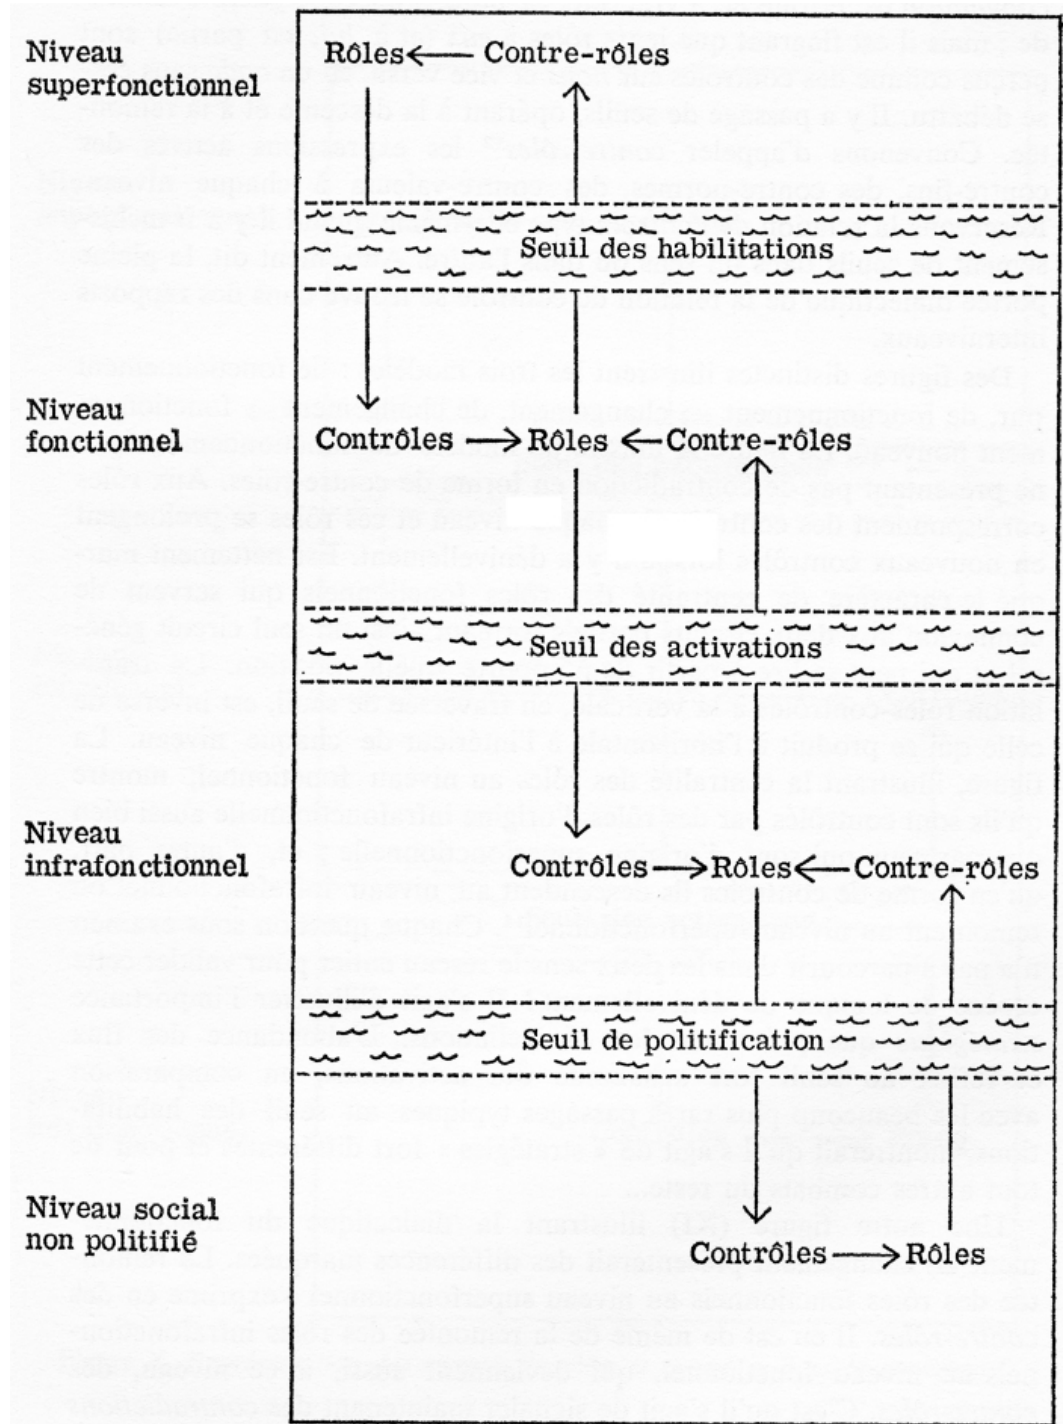 Niveau
superfonctionnel
Rôles ← Contre-rôles
Seuil des habilitations
Niveau
fonctionnel
Contrôles → Rôles ← Contre-rôles
Seuil des activations
Niveau
infrafonctionnel
Contrôles → Rôles ← Contre-rôles
Seuil de politification
Niveau social
non politifié
Contrôles → Rôles